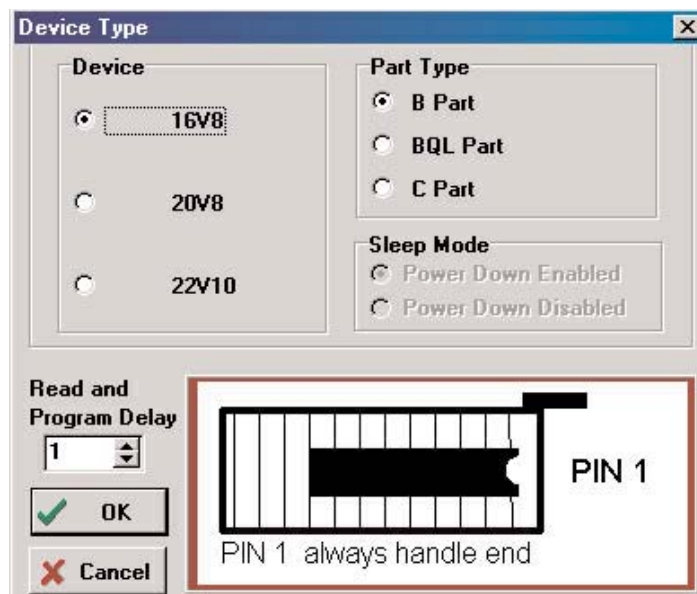 Device Type
Device
16V8
20V8
22V10
Part Type
B Part
BQL Part
C Part
Sleep Mode
Power Down Enabled
Power Down Disabled
Read and
Program Delay
1
OK
Cancel
PIN 1
PIN 1 always handle end